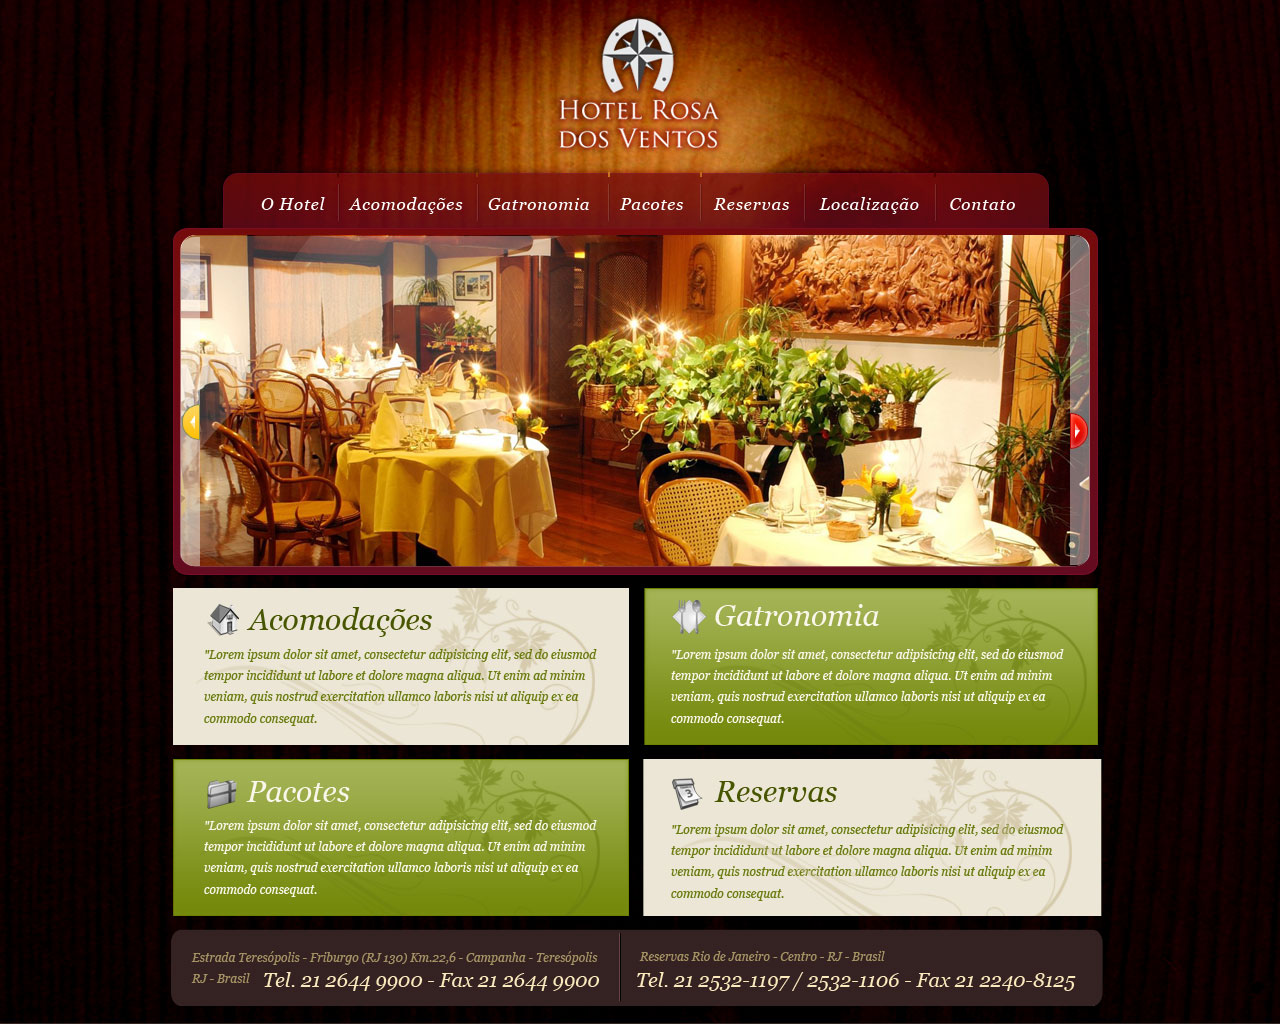 HOTEL ROSA
DOS VENTOS
O Hotel Acomodações Gatronomia Pacotes Reservas Localização Contato
Acomodações
"Lorem ipsum dolor sit amet, consectetur adipisicing elit, sed do eiusmod
tempor incididunt ut labore et dolore magna aliqua. Ut enim ad minim
veniam, quis nostrud exercitation ullamco laboris nisi ut aliquip ex ea
commodo consequat.
Gatronomia
"Lorem ipsum dolor sit amet, consectetur adipisicing elit, sed do eiusmod
tempor incididunt ut labore et dolore magna aliqua. Ut enim ad minim
veniam, quis nostrud exercitation ullamco laboris nisi ut aliquip ex ea
commodo consequat.
Pacotes
"Lorem ipsum dolor sit amet, consectetur adipisicing elit, sed do eiusmod
tempor incididunt ut labore et dolore magna aliqua. Ut enim ad minim
veniam, quis nostrud exercitation ullamco laboris nisi ut aliquip ex ea
commodo consequat.
3
Reservas
"Lorem ipsum dolor sit amet, consectetur adipisicing elit, sed do eiusmod
tempor incididunt ut labore et dolore magna aliqua. Ut enim ad minim
veniam, quis nostrud exercitation ullamco laboris nisi ut aliquip ex ea
commodo consequat.
Estrada Teresópolis - Friburgo (RJ 130) Km.22,6 - Campanha - Teresópolis
RJ - Brasil Tel. 21 2644 9900 - Fax 21 2644 9900
Reservas Rio de Janeiro - Centro - RJ - Brasil
Tel. 21 2532-1197 / 2532-1106 - Fax 21 2240-8125